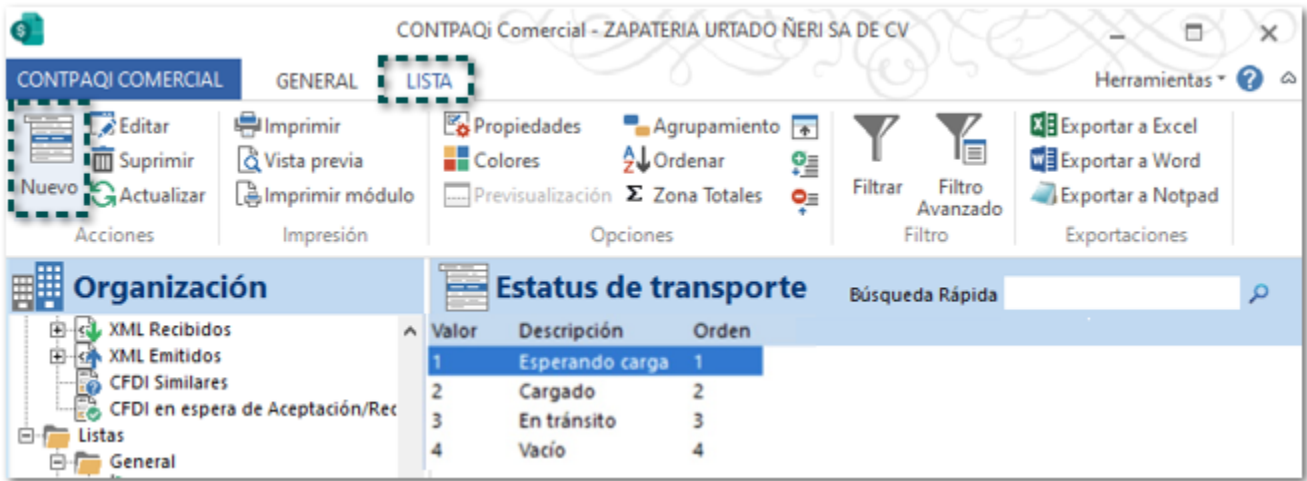 CONTPAQi Comercial - ZAPATERIA URTADO ÑERI SA DE CV
CONTPAQI COMERCIAL GENERAL LISTA Herramientas
Nuevo
Editar
Suprimir
Actualizar
Acciones
Imprimir
Vista previa
Imprimir módulo
Impresión
Propiedades
Colores
Previsualización
Agrupamiento
Ordenar
Σ Zona Totales
Opciones
Filtrar
Filtro
Avanzado
Filtro
Exportar a Excel
Exportar a Word
Exportar a Notpad
Exportaciones
Organización
XML Recibidos
XML Emitidos
CFDI Similares
CFDI en espera de Aceptación/Rec
Listas
General
Estatus de transporte
Búsqueda Rápida
Valor Descripción Orden
1 Esperando carga 1
2 Cargado 2
3 En tránsito 3
4 Vacío 4